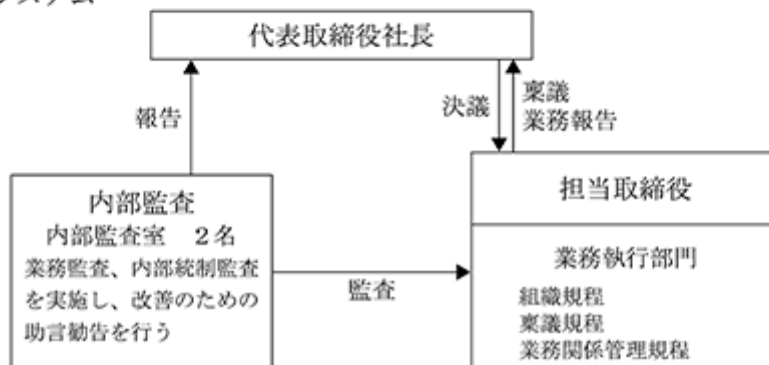 代表取締役社長
報告
決議
稟議
業務報告
内部監査
内部監査室 2名
業務監査、内部統制監査
を実施し、改善のための
助言勧告を行う
監査
担当取締役
業務執行部門
組織規程
稟議規程
業務関係管理規程